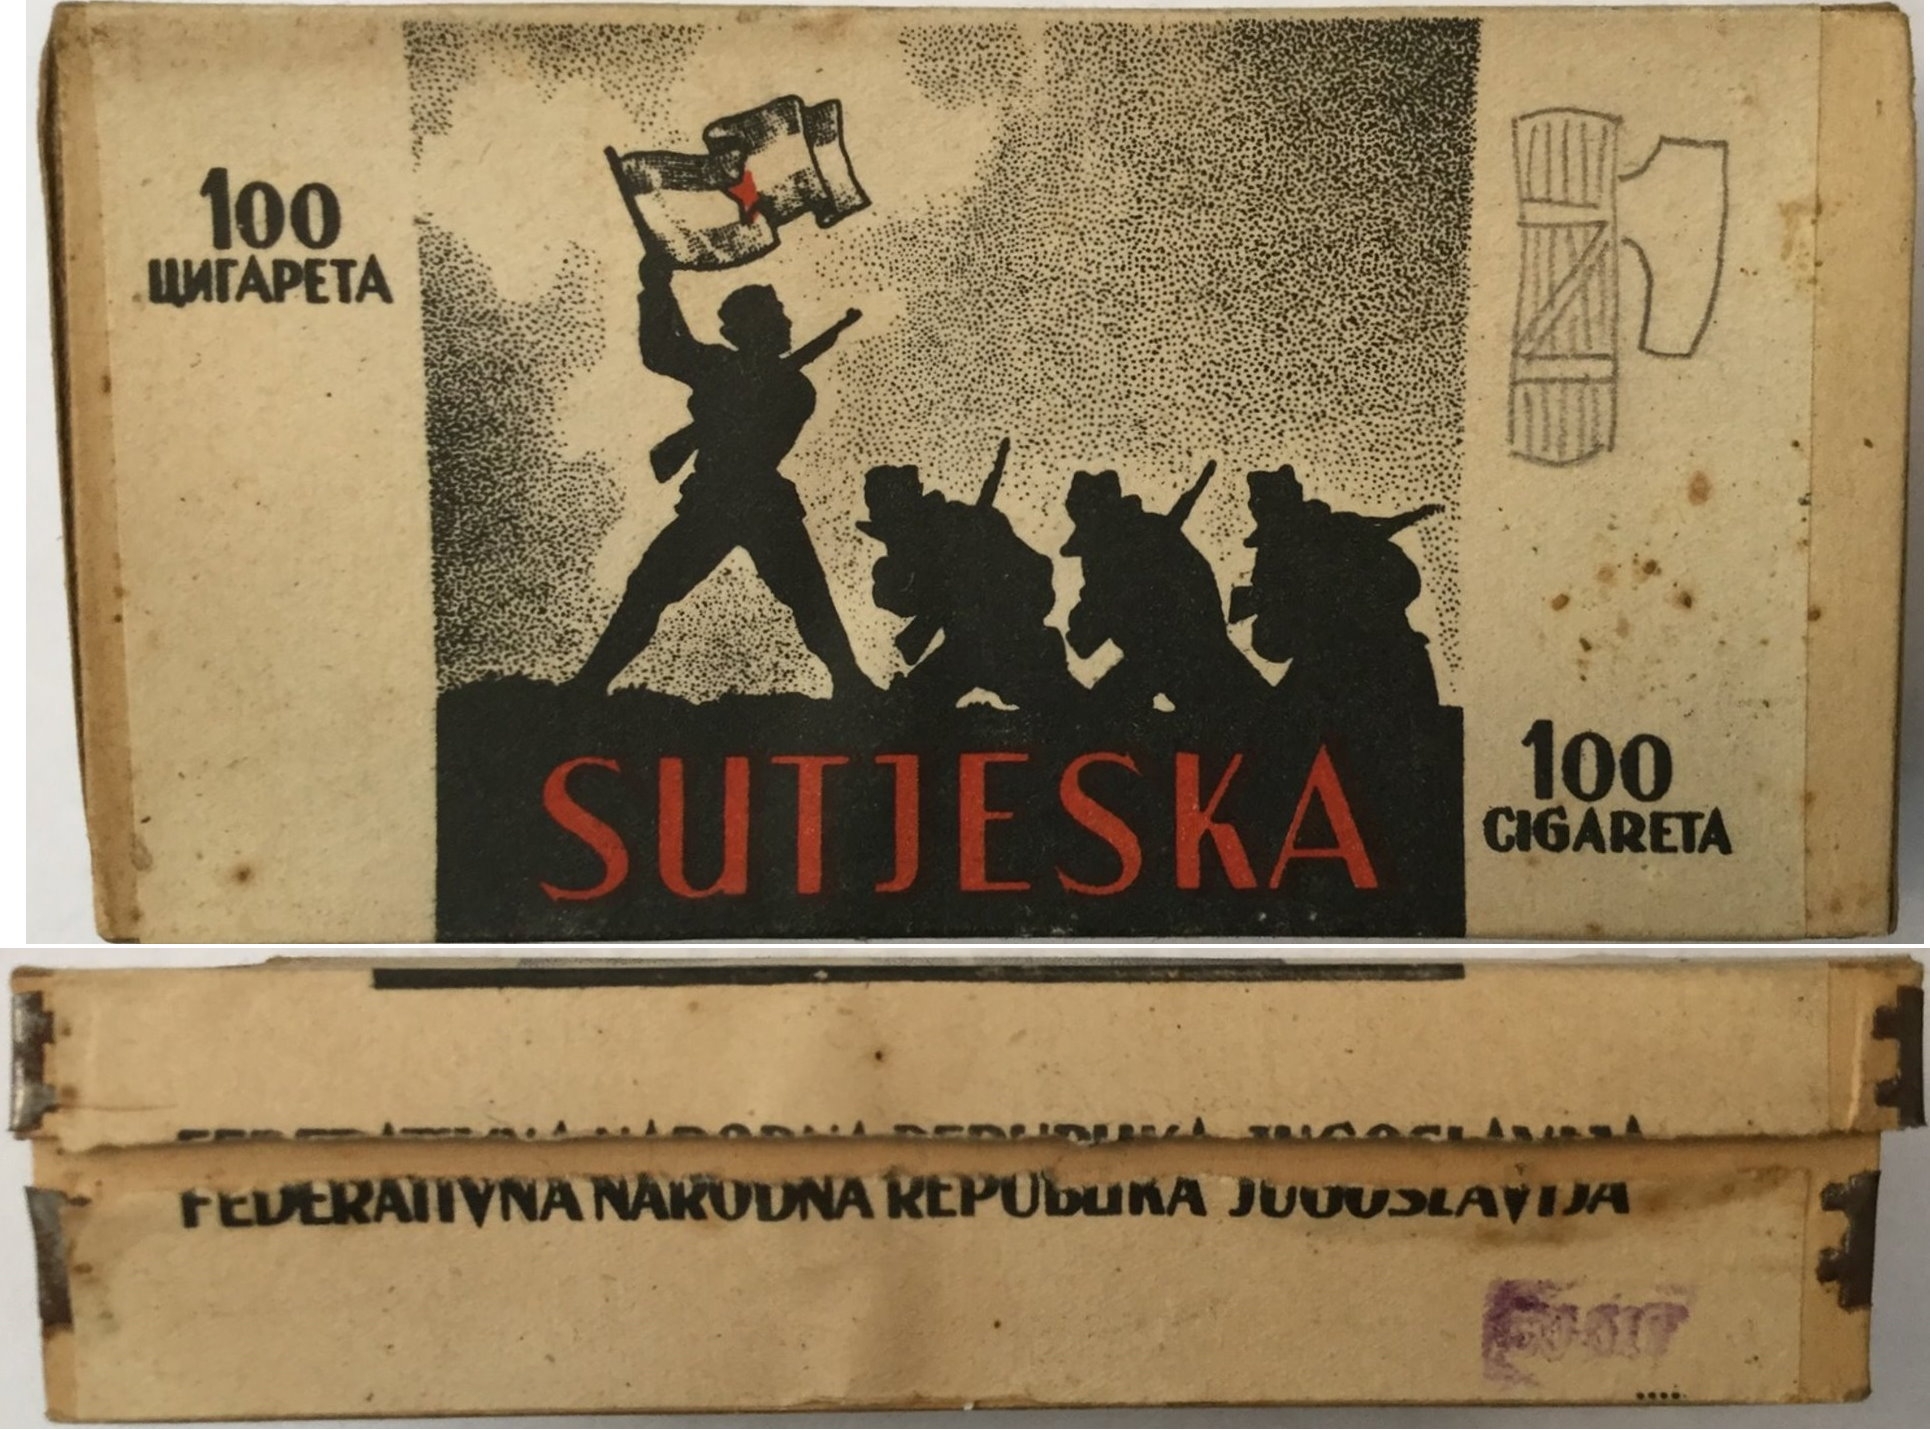 100
ЦИГАРЕТА
SUTJESKA
100
CIGARETA
FEDERATIVNA NARODNA REPUBLIKA JUGOSLAVIJA